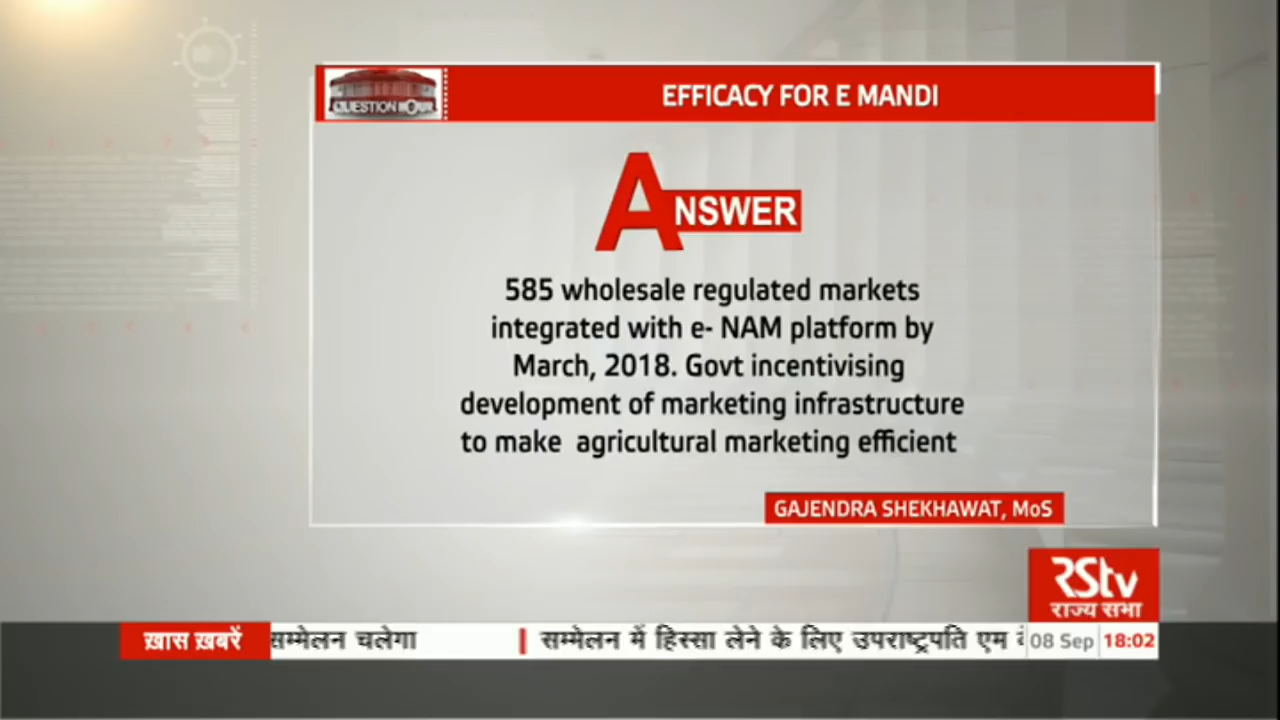 QUESTION HOUR
EFFICACY FOR E MANDI
ANSWER
585 wholesale regulated markets
integrated with e- NAM platform by
March, 2018. Govt incentivising
development of marketing infrastructure
to make agricultural marketing efficient
GAJENDRA SHEKHAWAT, MoS
RStv
राज्य सभा
ख़ास ख़बरें सम्मेलन चलेगा | सम्मेलन में हिस्सा लेने के लिए उपराष्ट्रपति एम 08 Sep 18:02